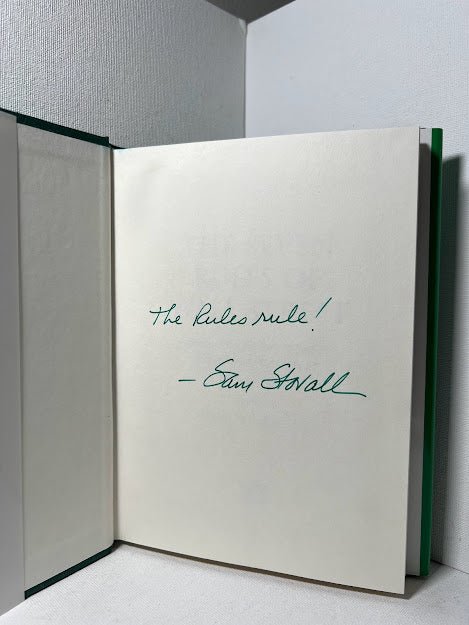 The Rules rule!
– Sam Stovall